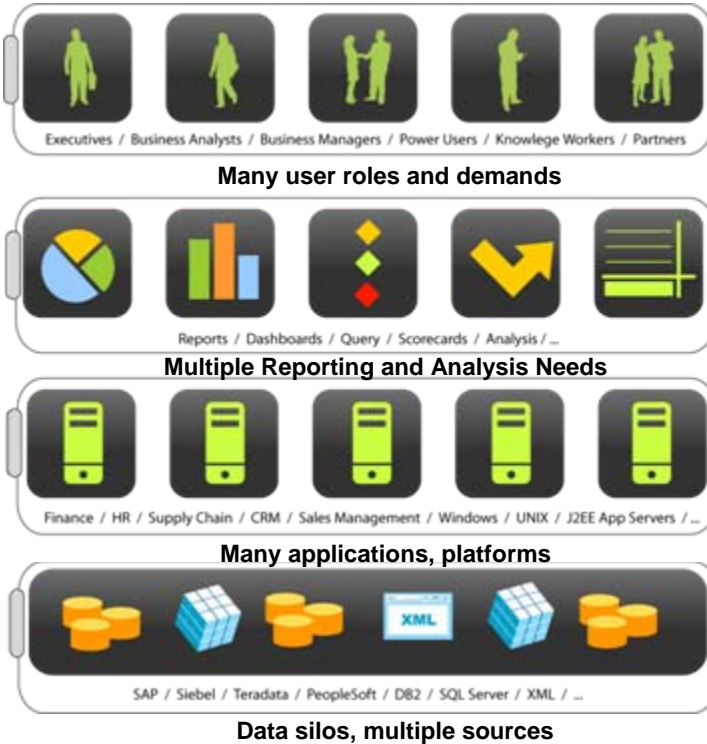 Executives / Business Analysts / Business Managers / Power Users / Knowlege Workers / Partners
Many user roles and demands
Reports / Dashboards / Query / Scorecards / Analysis / ...
Multiple Reporting and Analysis Needs
Finance / HR / Supply Chain / CRM / Sales Management / Windows / UNIX / J2EE App Servers / ...
Many applications, platforms
XML
SAP / Siebel / Teradata / PeopleSoft / DB2 / SQL Server / XML / ...
Data silos, multiple sources